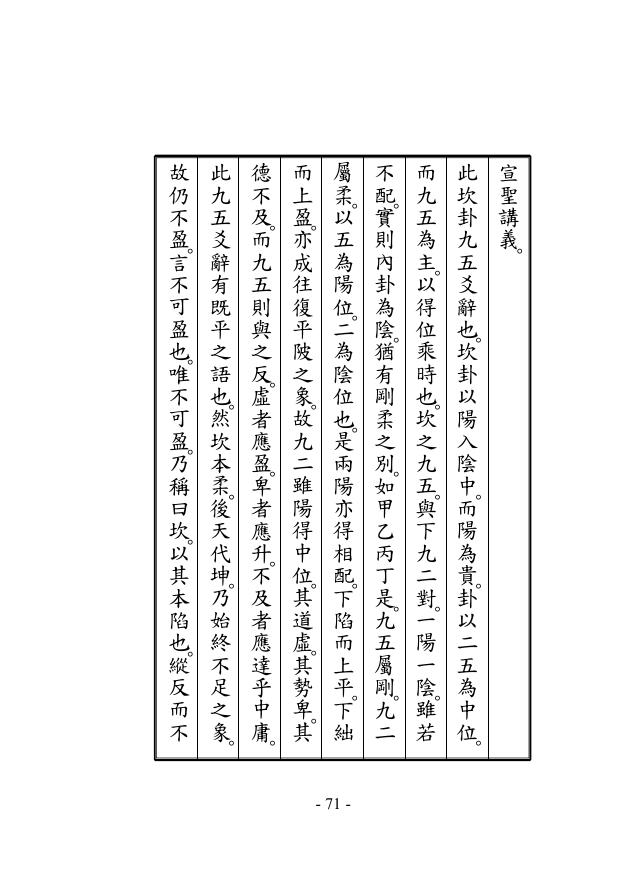 宣聖講義。
此坎卦九五爻辭也。坎卦以陽入陰中。而陽為貴。卦以二五為中位。
而九五為主。以得位乘時也。坎之九五。與下九二對。一陽一陰。雖若
不配。實則內卦為陰。猶有剛柔之別。如甲乙丙丁是。九五屬剛。九二
屬柔。以五為陽位。二為陰位也。是兩陽亦得相配。下陷而上平。下絀
而上盈。亦成往復平陂之象。故九二雖陽得中位。其道虛。其勢卑。其
德不及。而九五則與之反。虛者應盈。卑者應升。不及者應達乎中庸。
此九五爻辭有既平之語也。然坎本柔。後天代坤。乃始終不足之象。
故仍不盈。言不可盈也。唯不可盈。乃稱曰坎。以其本陷也。縱反而不
- 71 -